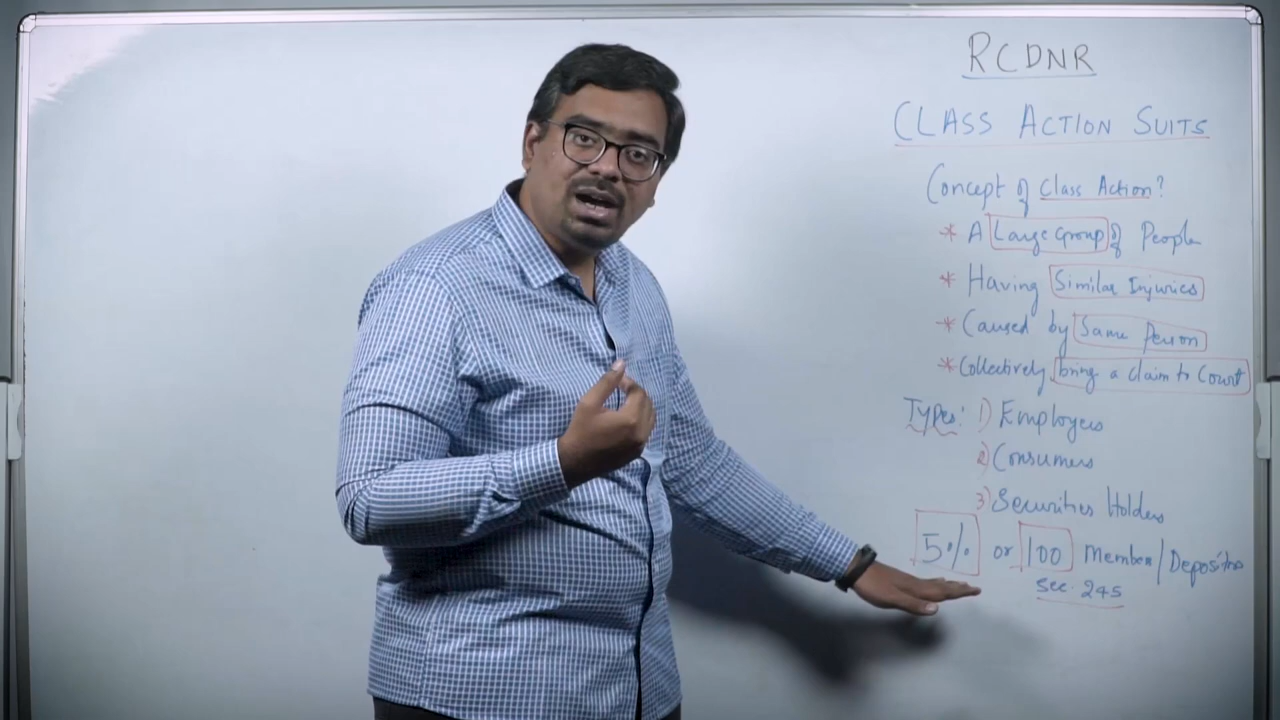 RCDNR
CLASS ACTION SUITS
Concept of Class Action?
* A Large Group of People
* Having Similar Injuries
* Caused by Same Person
* Collectively bring a claim to Court
Types: 1) Employees
2) Consumers
3) Securities Holders
5% or 100 Member/Depositors
Sec. 245